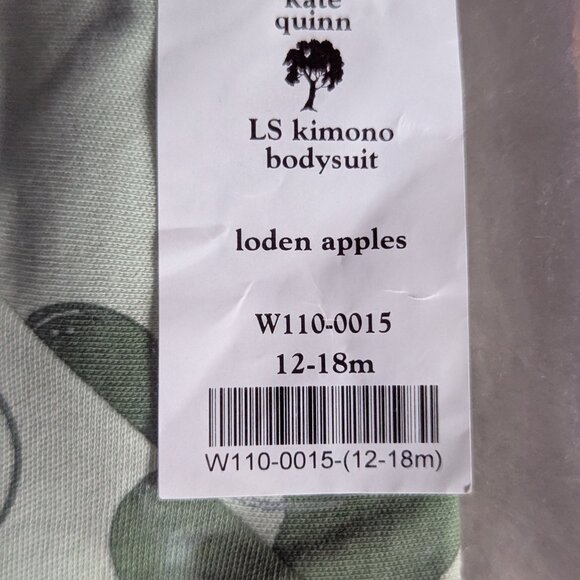 kate
quinn
LS kimono
bodysuit
loden apples
W110-0015
12-18m
W110-0015-(12-18m)